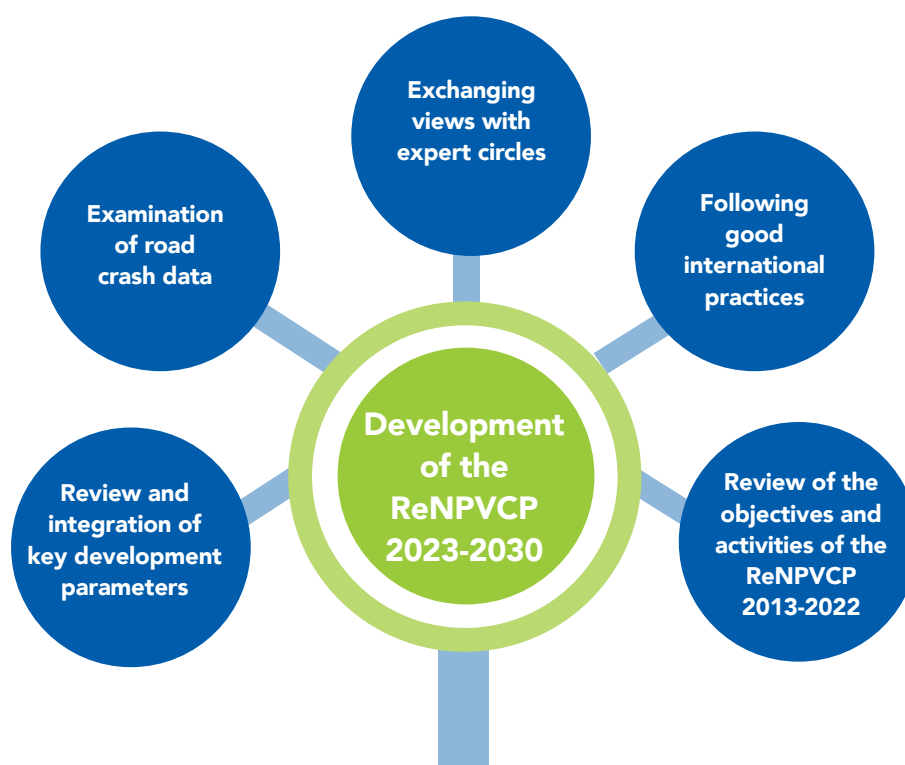 Exchanging
views with
expert circles
Examination
of road
crash data
Following
good
international
practices
Development
of the
ReNPVCP
2023-2030
Review and
integration of
key development
parameters
Review of the
objectives and
activities of the
ReNPVCP
2013-2022